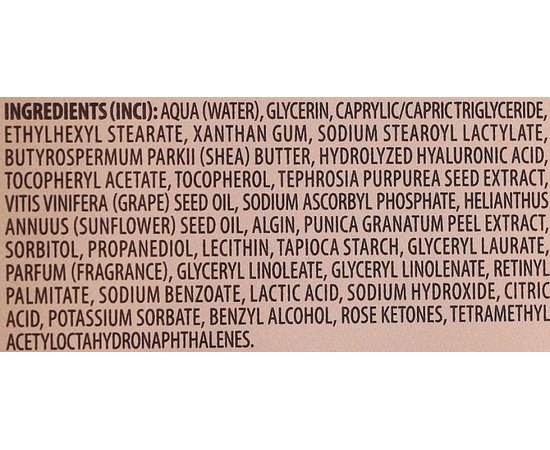 INGREDIENTS (INCI): AQUA (WATER), GLYCERIN, CAPRYLIC/CAPRIC TRIGLYCERIDE,
ETHYLHEXYL STEARATE, XANTHAN GUM, SODIUM STEAROYL LACTYLATE,
BUTYROSPERMUM PARKII (SHEA) BUTTER, HYDROLYZED HYALURONIC ACID,
TOCOPHERYL ACETATE, TOCOPHEROL, TEPHROSIA PURPUREA SEED EXTRACT,
VITIS VINIFERA (GRAPE) SEED OIL, SODIUM ASCORBYL PHOSPHATE, HELIANTHUS
ANNUUS (SUNFLOWER) SEED OIL, ALGIN, PUNICA GRANATUM PEEL EXTRACT,
SORBITOL, PROPANEDIOL, LECITHIN, TAPIOCA STARCH, GLYCERYL LAURATE,
PARFUM (FRAGRANCE), GLYCERYL LINOLEATE, GLYCERYL LINOLENATE, RETINYL
PALMITATE, SODIUM BENZOATE, LACTIC ACID, SODIUM HYDROXIDE, CITRIC
ACID, POTASSIUM SORBATE, BENZYL ALCOHOL, ROSE KETONES, TETRAMETHYL
ACETYLOCTAHYDRONAPHTHALENES.